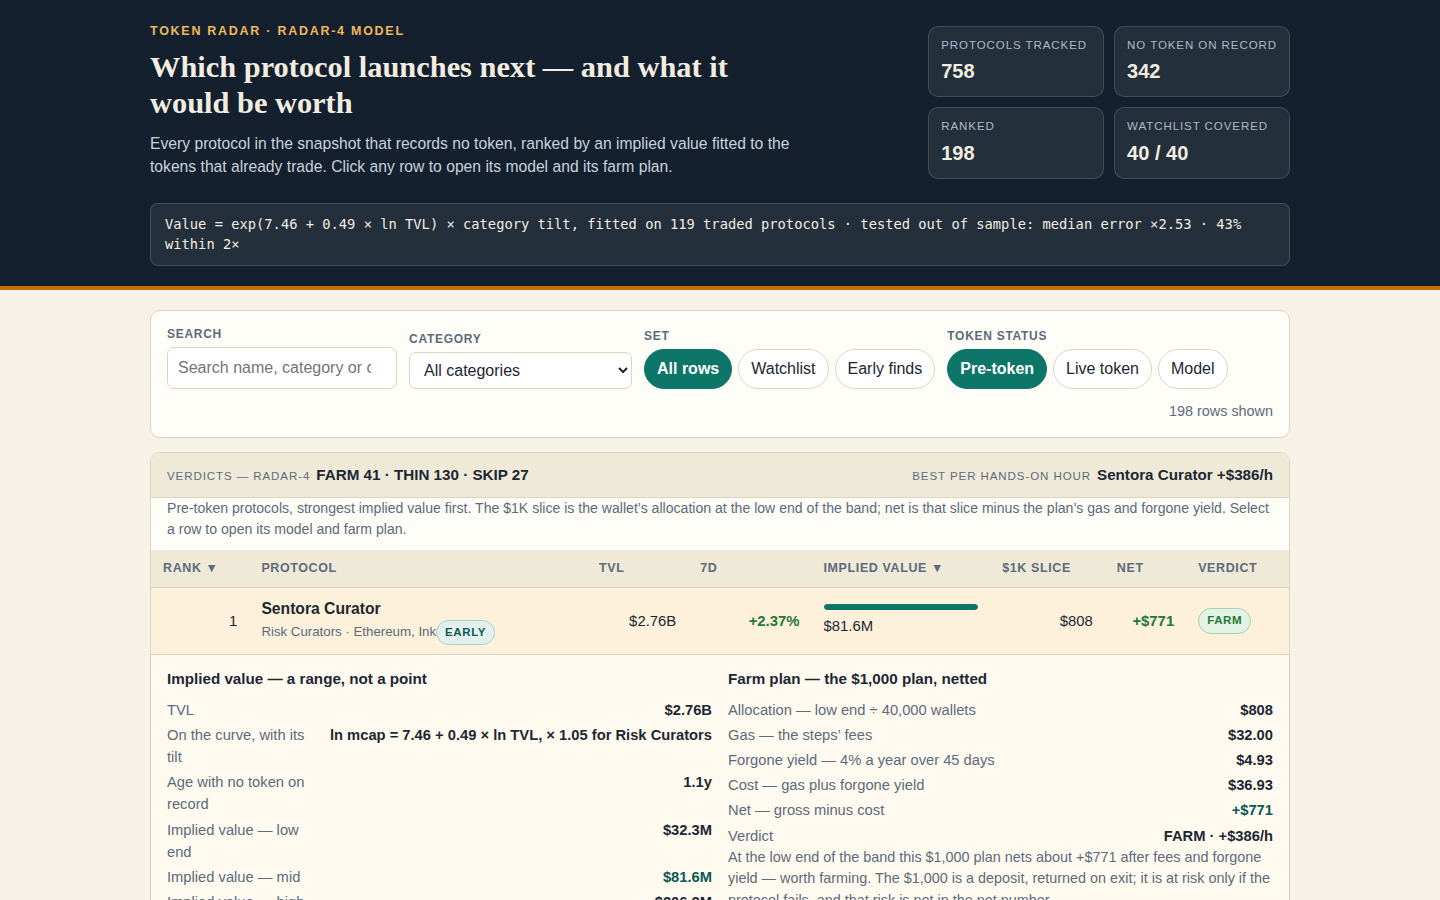 TOKEN RADAR · RADAR-4 MODEL
Which protocol launches next — and what it
would be worth
Every protocol in the snapshot that records no token, ranked by an implied value fitted to the
tokens that already trade. Click any row to open its model and its farm plan.
PROTOCOLS TRACKED
758
NO TOKEN ON RECORD
342
RANKED
198
WATCHLIST COVERED
40 / 40
Value = exp(7.46 + 0.49 × ln TVL) × category tilt, fitted on 119 traded protocols · tested out of sample: median error ×2.53 · 43%
within 2×
SEARCH
Search name, category or c
CATEGORY
All categories
SET
All rows Watchlist Early finds
TOKEN STATUS
Pre-token Live token Model
198 rows shown
VERDICTS — RADAR-4 FARM 41 · THIN 130 · SKIP 27
BEST PER HANDS-ON HOUR Sentora Curator +$386/h
Pre-token protocols, strongest implied value first. The $1K slice is the wallet's allocation at the low end of the band; net is that slice minus the plan's gas and forgone yield. Select
a row to open its model and farm plan.
RANK ▼ PROTOCOL TVL 7D IMPLIED VALUE ▼ $1K SLICE NET VERDICT
1 Sentora Curator $2.76B +2.37% $81.6M $808 +$771 FARM
Risk Curators · Ethereum, Ink EARLY
Implied value — a range, not a point
TVL $2.76B
On the curve, with its tilt ln mcap = 7.46 + 0.49 × ln TVL, × 1.05 for Risk Curators
Age with no token on record 1.1y
Implied value — low end $32.3M
Implied value — mid $81.6M
Farm plan — the $1,000 plan, netted
Allocation — low end ÷ 40,000 wallets $808
Gas — the steps' fees $32.00
Forgone yield — 4% a year over 45 days $4.93
Cost — gas plus forgone yield $36.93
Net — gross minus cost +$771
Verdict FARM · +$386/h
At the low end of the band this $1,000 plan nets about +$771 after fees and forgone
yield — worth farming. The $1,000 is a deposit, returned on exit; it is at risk only if the